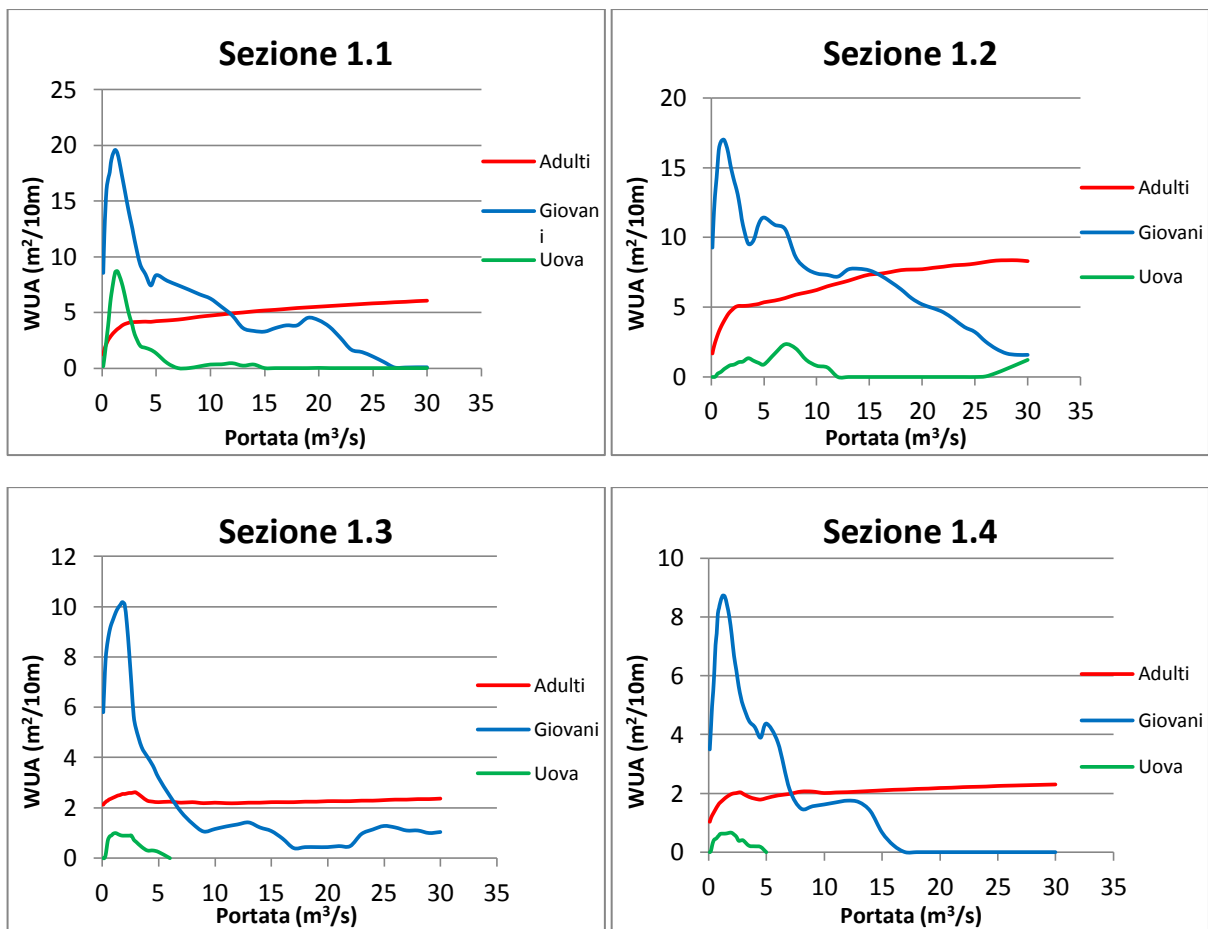 Sezione 1.1
25
20
15
10
5
0
WUA (m²/10m)
0 5 10 15 20 25 30 35
Portata (m³/s)
Adulti
Giovan
i
Uova
Sezione 1.2
20
15
10
5
0
WUA (m²/10m)
0 5 10 15 20 25 30 35
Portata (m³/s)
Adulti
Giovani
Uova
Sezione 1.3
12
10
8
6
4
2
0
WUA (m²/10m)
0 5 10 15 20 25 30 35
Portata (m³/s)
Adulti
Giovani
Uova
Sezione 1.4
10
8
6
4
2
0
WUA (m²/10m)
0 5 10 15 20 25 30 35
Portata (m³/s)
Adulti
Giovani
Uova